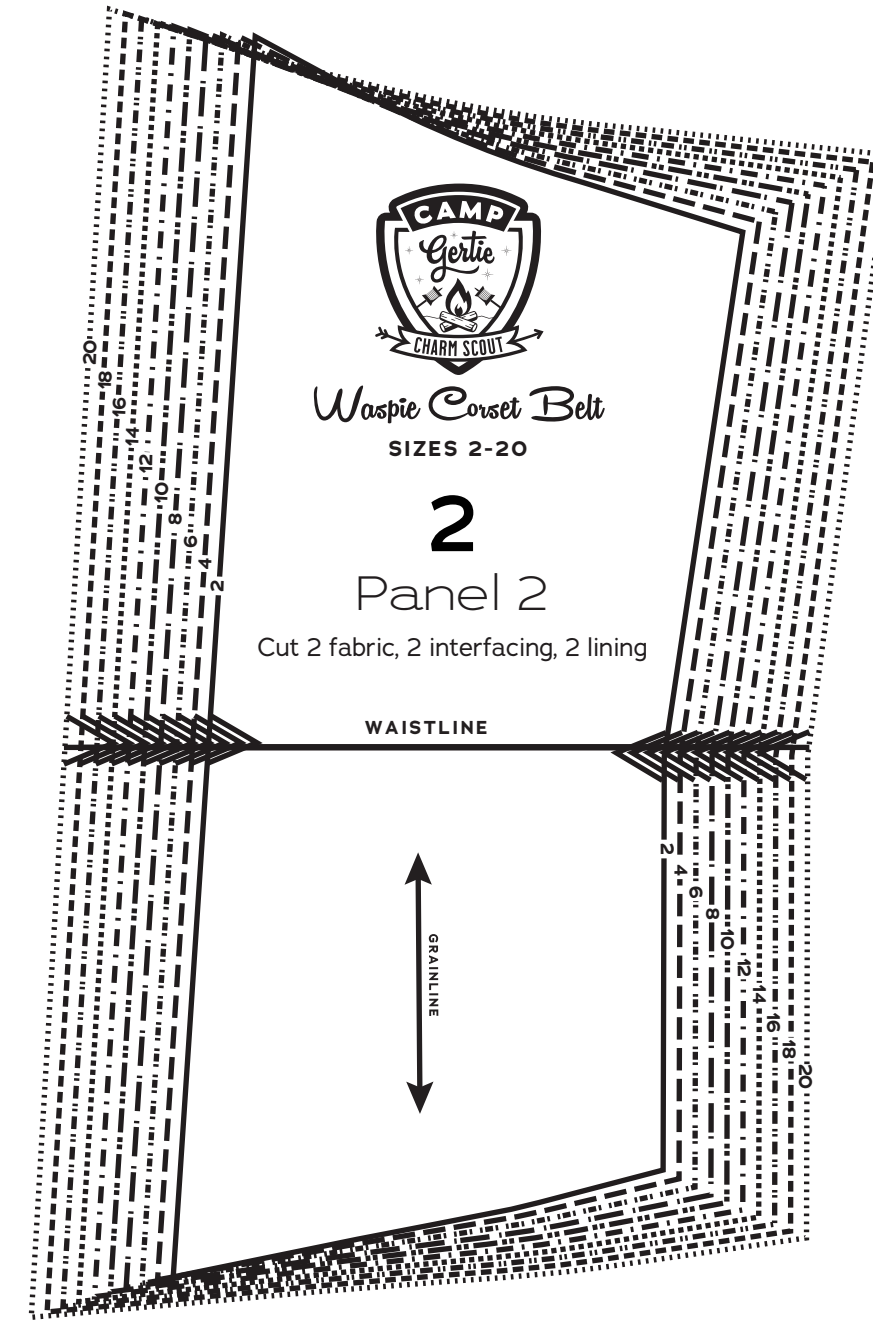 CAMP
Gertie
CHARM SCOUT
Waspie Corset Belt
SIZES 2-20
2
Panel 2
Cut 2 fabric, 2 interfacing, 2 lining
20
18
16
14
12
10
8
6
4
2
WAISTLINE
GRAINLINE
2
4
6
8
10
12
14
16
18
20